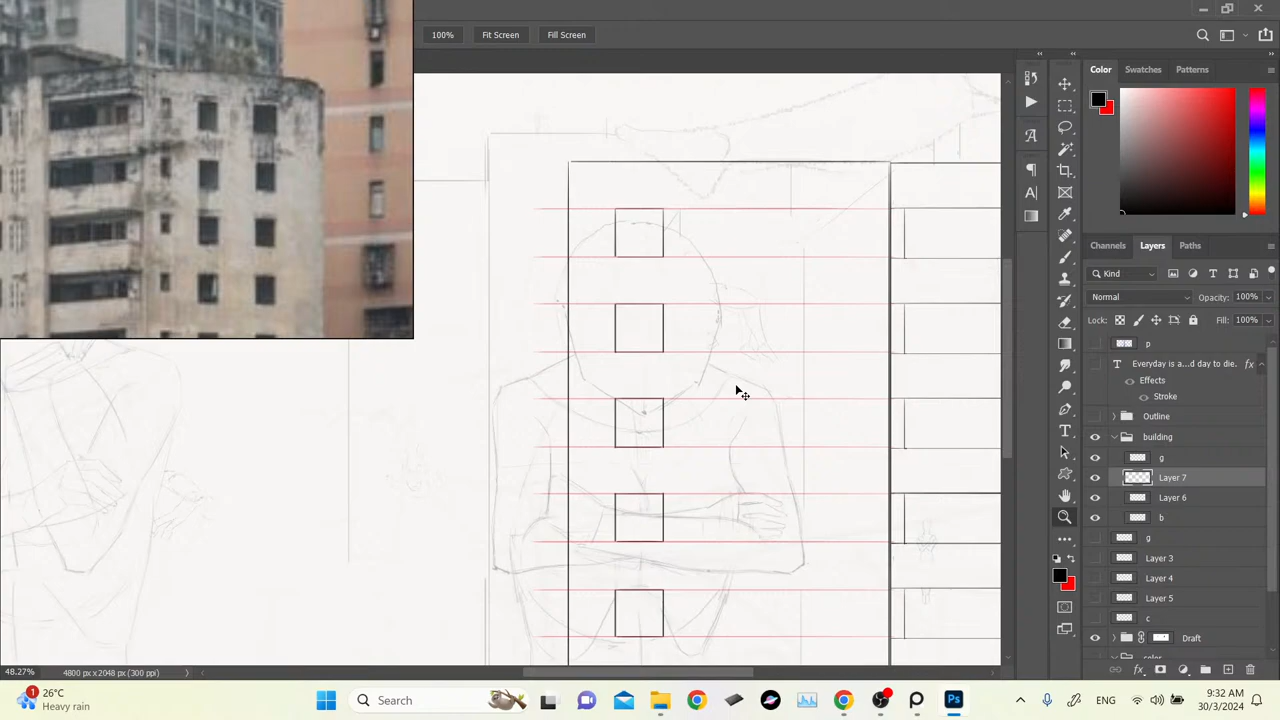 100%
Fit Screen
Fill Screen
Color
Swatches
Patterns
Channels
Layers
Paths
Kind
Normal
Opacity: 100%
Lock:
Fill: 100%
p
Everyday is a...d day to die.
Effects
Stroke
Outline
building
g
Layer 7
Layer 6
b
g
Layer 3
Layer 4
Layer 5
c
Draft
color
48.27%
4800 px x 2048 px (300 ppi)
1
26°C
Heavy rain
Search
ENG
9:32 AM
30/3/2024